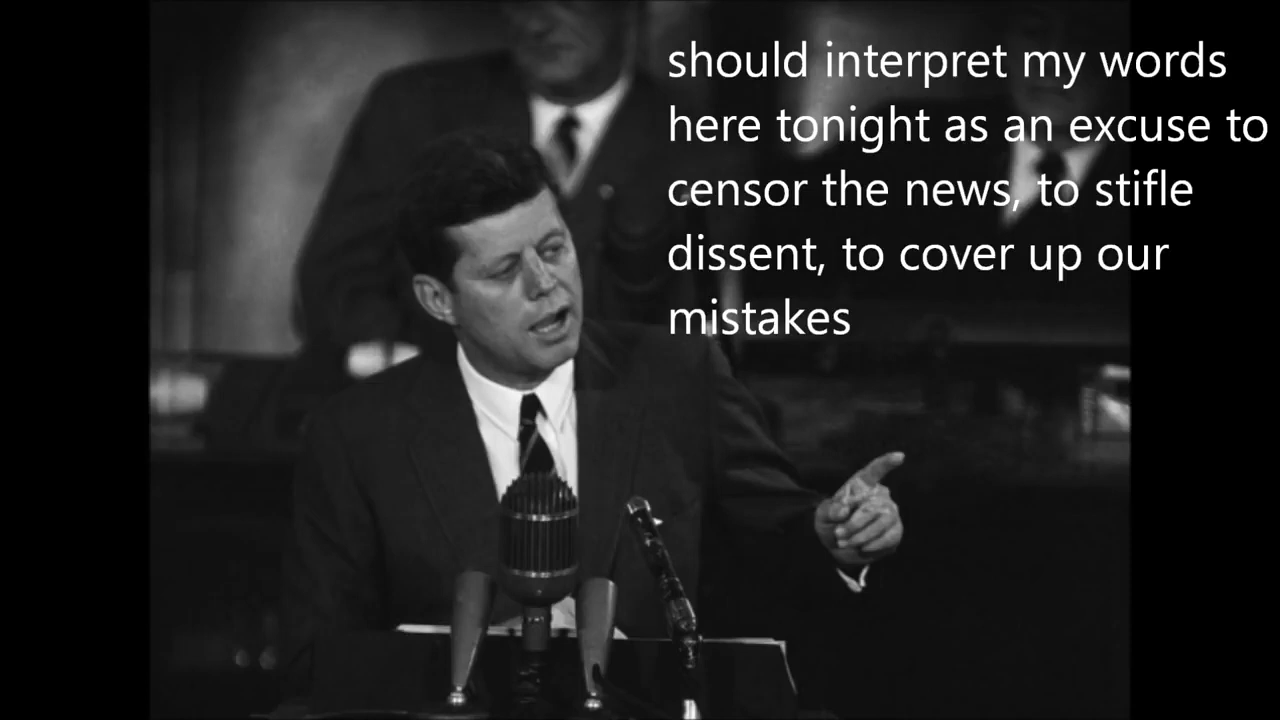 should interpret my words
here tonight as an excuse to
censor the news, to stifle
dissent, to cover up our
mistakes